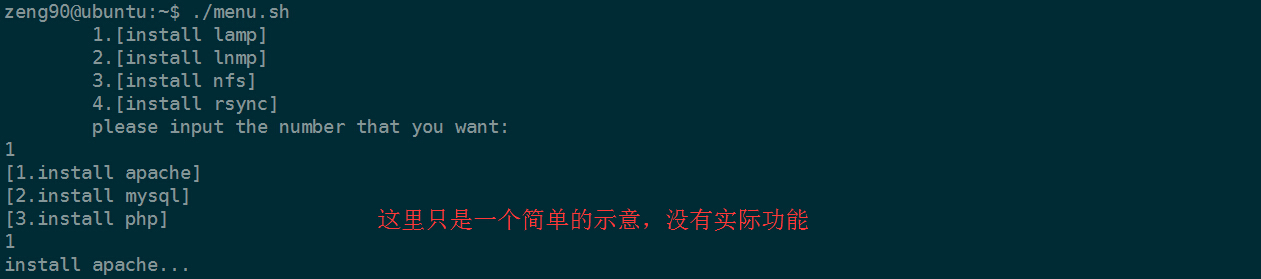 zeng90@ubuntu:~$ ./menu.sh
1.[install lamp]
2.[install lnmp]
3.[install nfs]
4.[install rsync]
please input the number that you want:
1
[1.install apache]
[2.install mysql]
[3.install php]
这里只是一个简单的示意，没有实际功能
1
install apache...